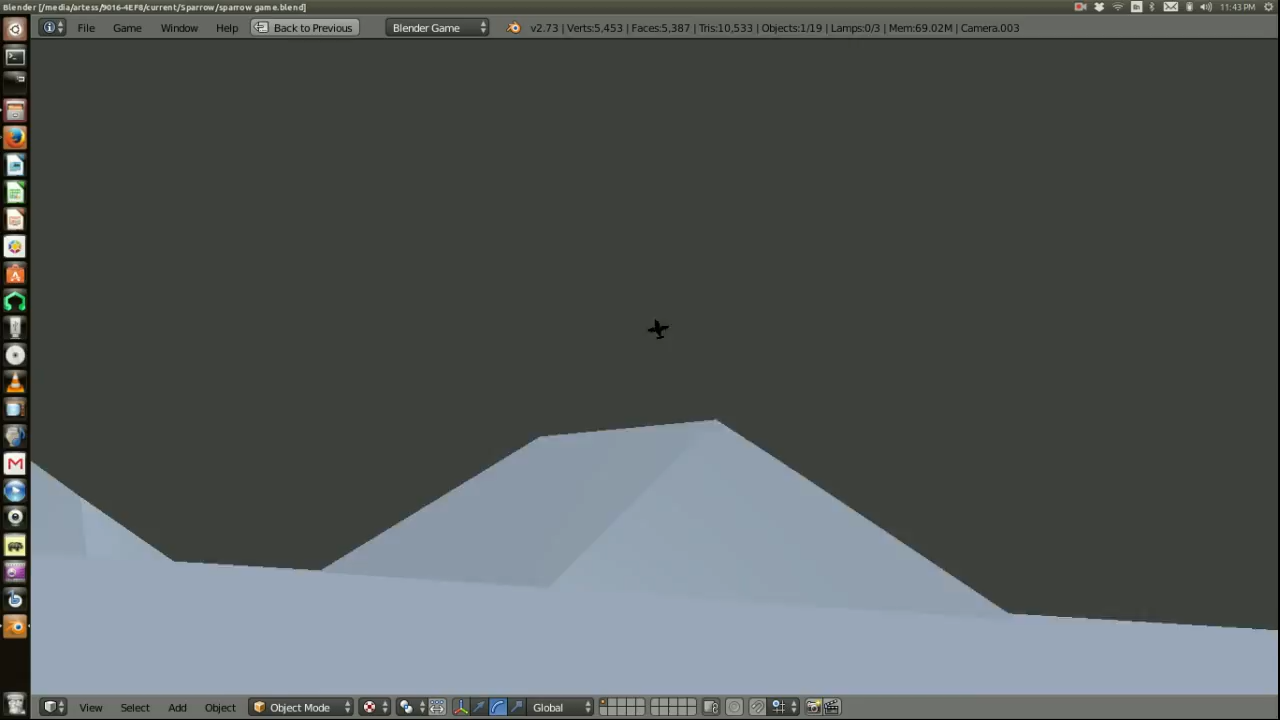 Blender [/media/artess/9016-4EF8/current/Sparrow/sparrow game.blend]
En
11:43 PM
File Game Window Help Back to Previous Blender Game v2.73 | Verts:5,453 | Faces:5,387 | Tris:10,533 | Objects:1/19 | Lamps:0/3 | Mem:69.02M | Camera.003
View Select Add Object Object Mode Global